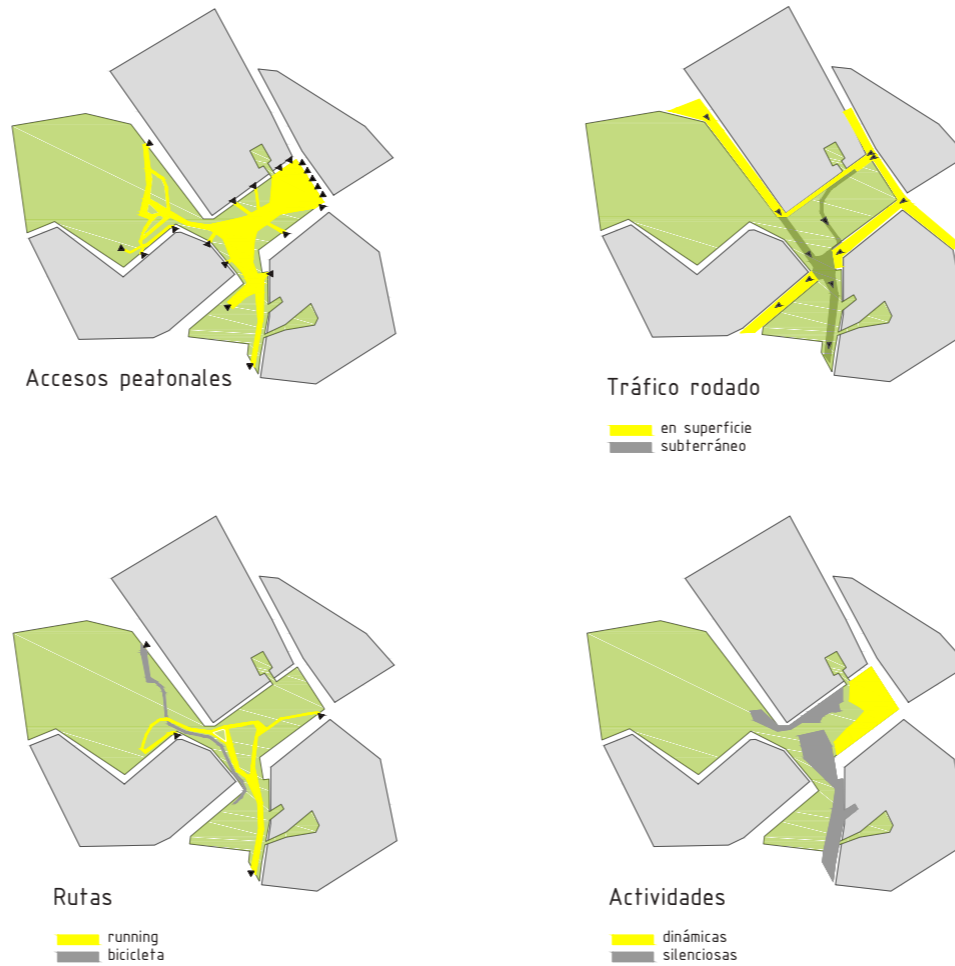 Accesos peatonales
Tráfico rodado
en superficie
subterráneo
Rutas
running
bicicleta
Actividades
dinámicas
silenciosas